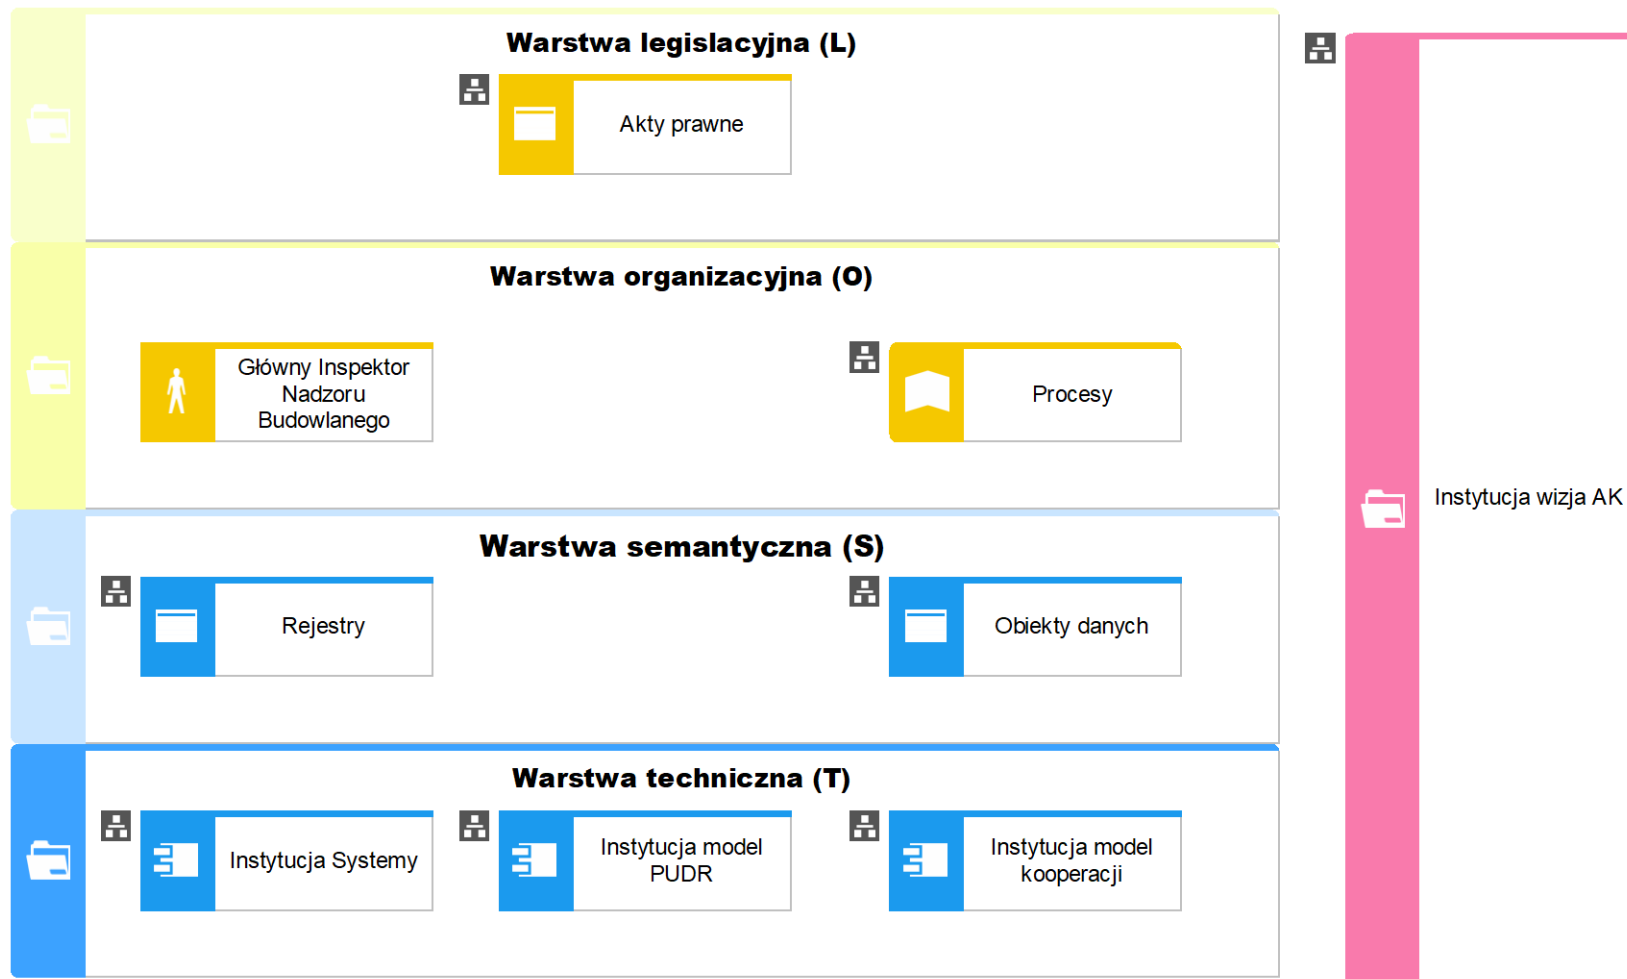 Warstwa legislacyjna (L)
Akty prawne
Warstwa organizacyjna (O)
Główny Inspektor
Nadzoru
Budowlanego
Procesy
Warstwa semantyczna (S)
Rejestry
Obiekty danych
Warstwa techniczna (T)
Instytucja Systemy
Instytucja model
PUDR
Instytucja model
kooperacji
Instytucja wizja AK